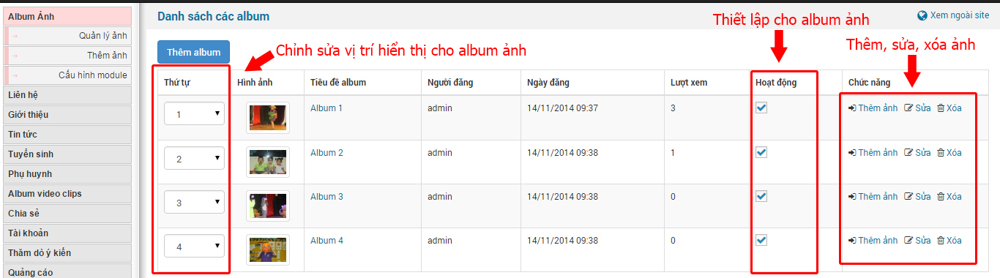 Album Ảnh
Quản lý ảnh
Thêm ảnh
Cấu hình module
Liên hệ
Giới thiệu
Tin tức
Tuyển sinh
Phụ huynh
Album video clips
Chia sẻ
Tài khoản
Thăm dò ý kiến
Quảng cáo
Danh sách các album
Thiết lập cho album ảnh
Xem ngoài site
Thêm album
Chỉnh sửa vị trí hiển thị cho album ảnh
Thêm, sửa, xóa ảnh
Thứ tự Hình ảnh Tiêu đề album Người đăng Ngày đăng Lượt xem Hoạt động Chức năng
1 Album 1 admin 14/11/2014 09:37 3 Thêm ảnh Sửa Xóa
2 Album 2 admin 14/11/2014 09:38 1 Thêm ảnh Sửa Xóa
3 Album 3 admin 14/11/2014 09:38 0 Thêm ảnh Sửa Xóa
4 Album 4 admin 14/11/2014 09:38 0 Thêm ảnh Sửa Xóa